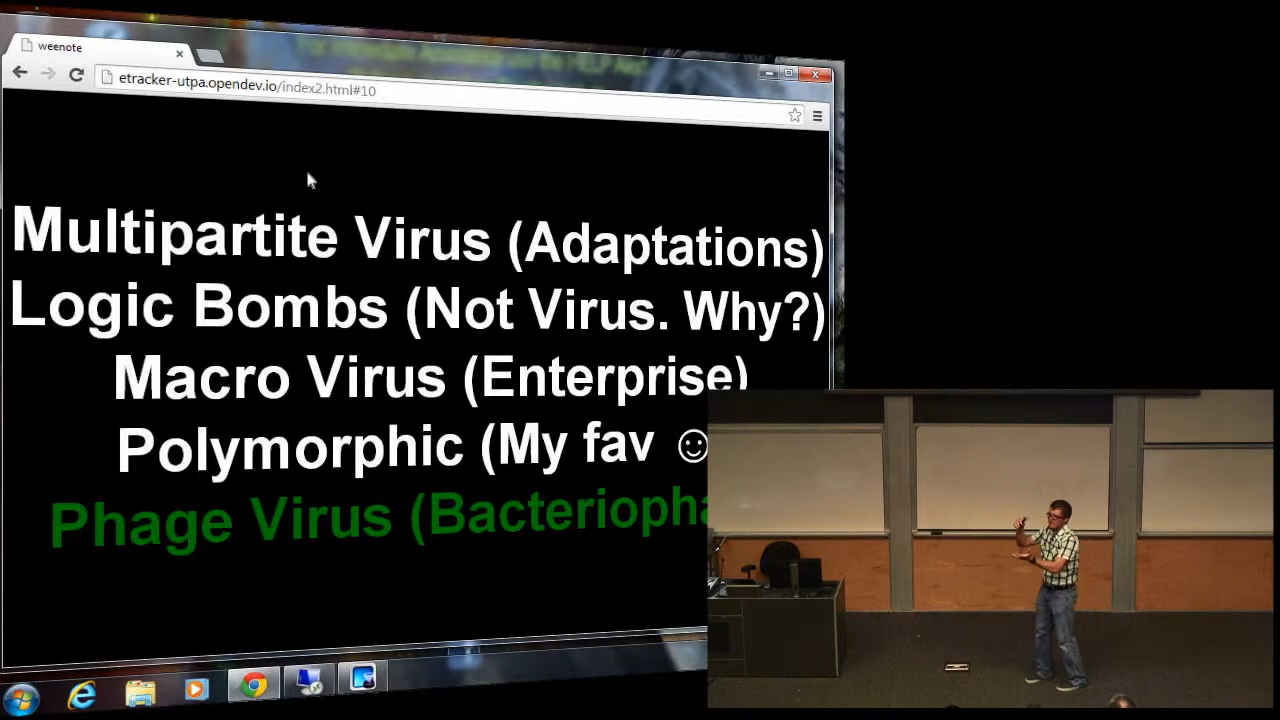 weenote
etracker-utpa.opendev.io/index2.html#10
Multipartite Virus (Adaptations)
Logic Bombs (Not Virus. Why?)
Macro Virus (Enterprise)
Polymorphic (My fav ☺
Phage Virus